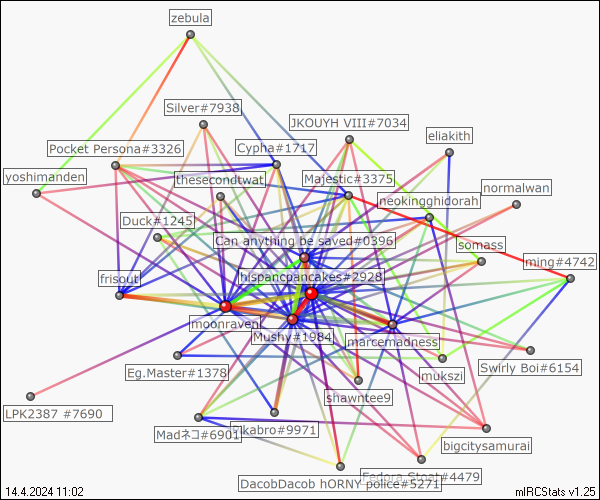 zebula
Silver#7938
JKOUYH VIII#7034
eliakith
Pocket Persona#3326
Cypha#1717
yoshimanden
thesecondtwat
Majestic#3375
normalwan
neokingghidorah
Duck#1245
Can anything be saved#0396
somass
ming#4742
frisout
hispancpancakes#2928
moonraven
Mushy#1984
marcemadness
Eg.Master#1378
mukszi
Swirly Boi#6154
shawntee9
LPK2387 #7690
Madネコ#6901
kabro#9971
bigcitysamurai
DacobDacob hORNY police#5271
Fedora Stoat#4479
14.4.2024 11:02
mIRCStats v1.25